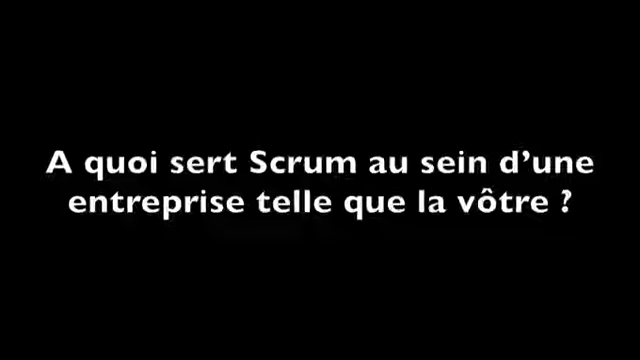 A quoi sert Scrum au sein d’une
entreprise telle que la vôtre ?